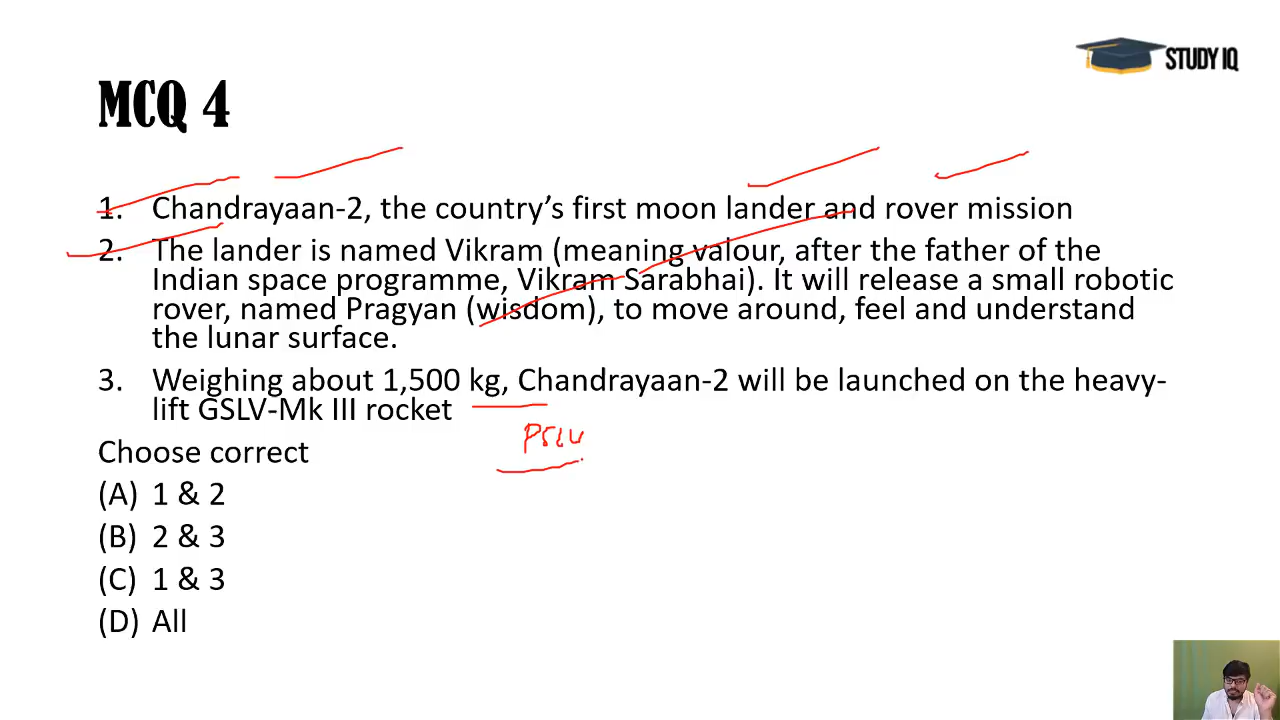 STUDY IQ
MCQ 4
1. Chandrayaan-2, the country's first moon lander and rover mission
2. The lander is named Vikram (meaning valour, after the father of the
Indian space programme, Vikram Sarabhai). It will release a small robotic
rover, named Pragyan (wisdom), to move around, feel and understand
the lunar surface.
3. Weighing about 1,500 kg, Chandrayaan-2 will be launched on the heavy-
lift GSLV-Mk III rocket
Choose correct
(A) 1 & 2
(B) 2 & 3
(C) 1 & 3
(D) All